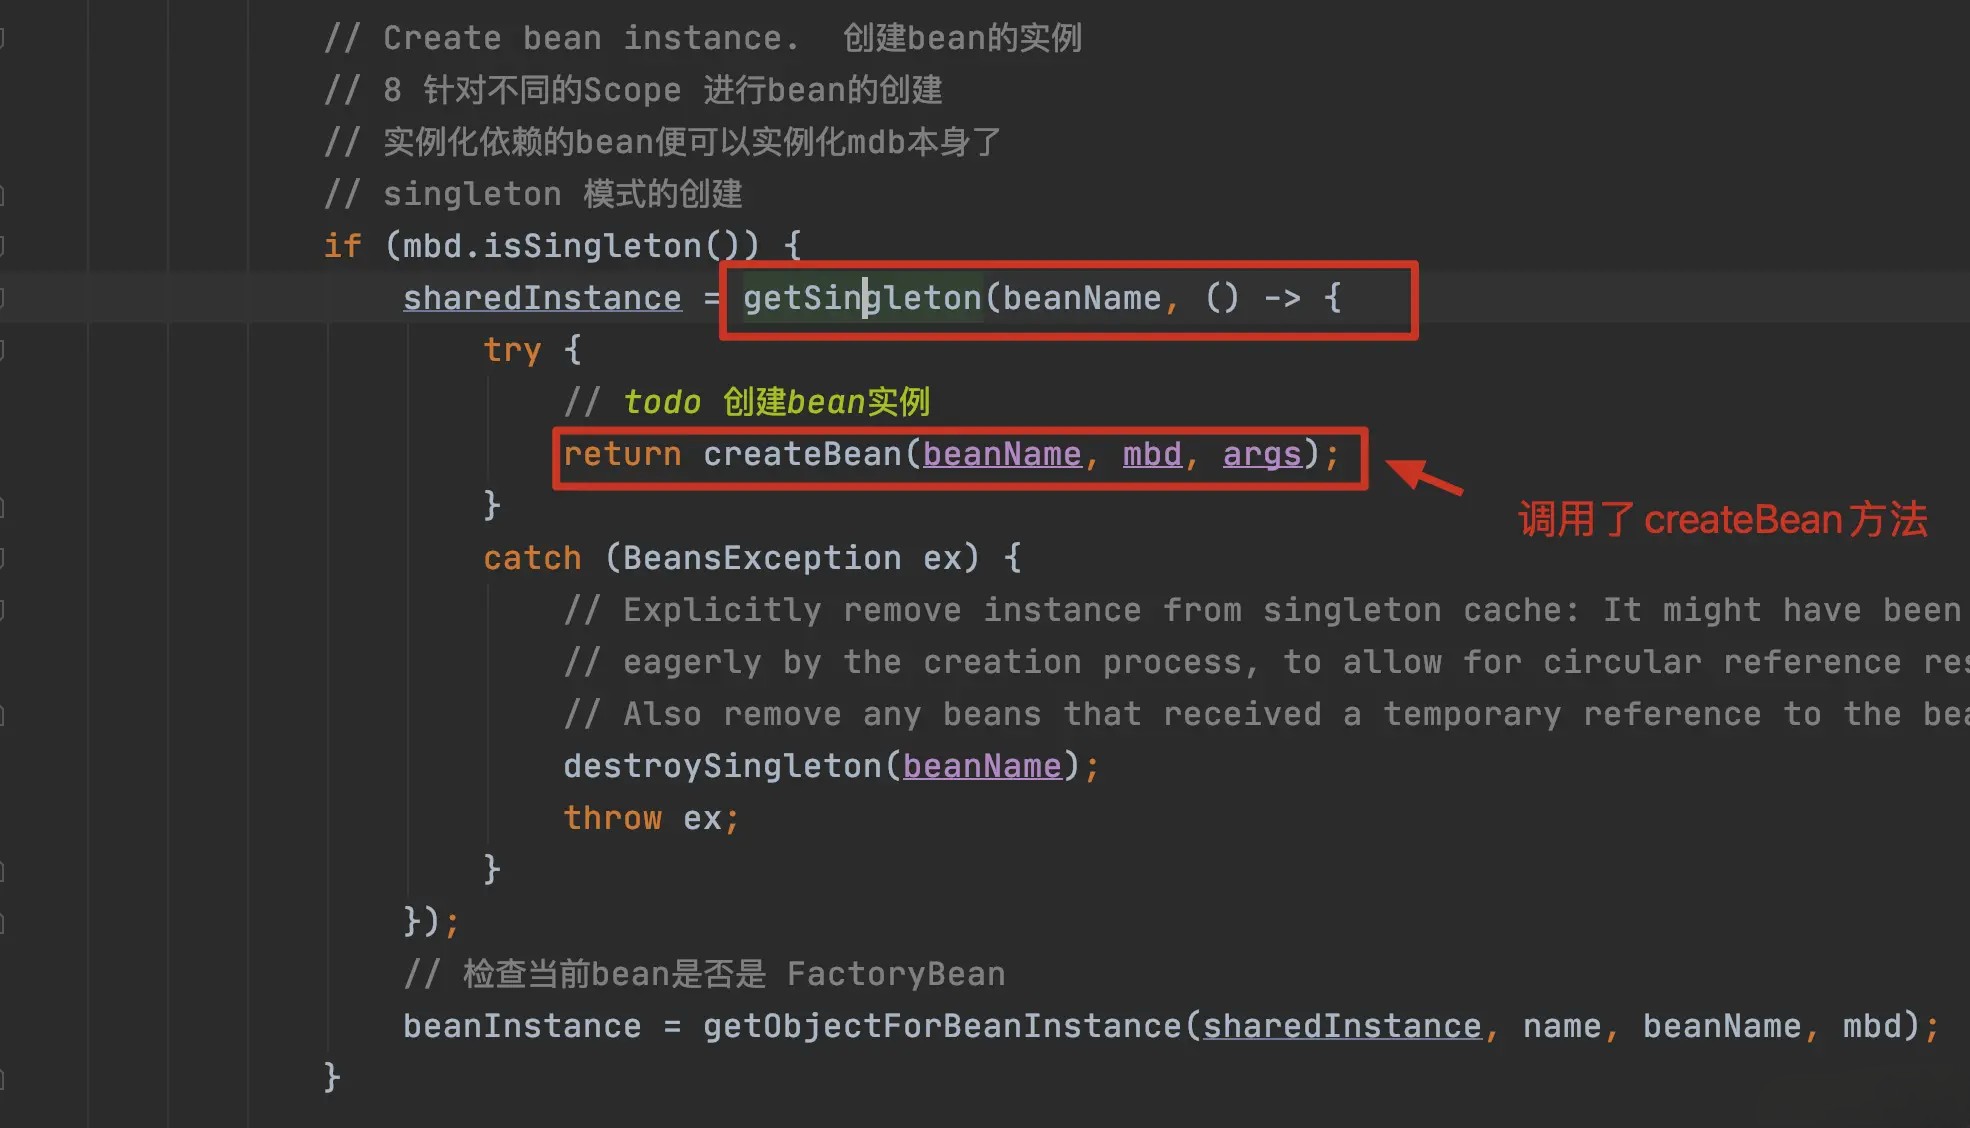 // Create bean instance.  创建bean的实例
// 8 针对不同的Scope 进行bean的创建
// 实例化依赖的bean便可以实例化mdb本身了
// singleton 模式的创建
if (mbd.isSingleton()) {
sharedInstance = getSingleton(beanName, () -> {
try {
// todo 创建bean实例
return createBean(beanName, mbd, args);
调用了 createBean 方法
}
catch (BeansException ex) {
// Explicitly remove instance from singleton cache: It might have been
// eagerly by the creation process, to allow for circular reference res
// Also remove any beans that received a temporary reference to the bea
destroySingleton(beanName);
throw ex;
}
});
// 检查当前bean是否是 FactoryBean
beanInstance = getObjectForBeanInstance(sharedInstance, name, beanName, mbd);
}